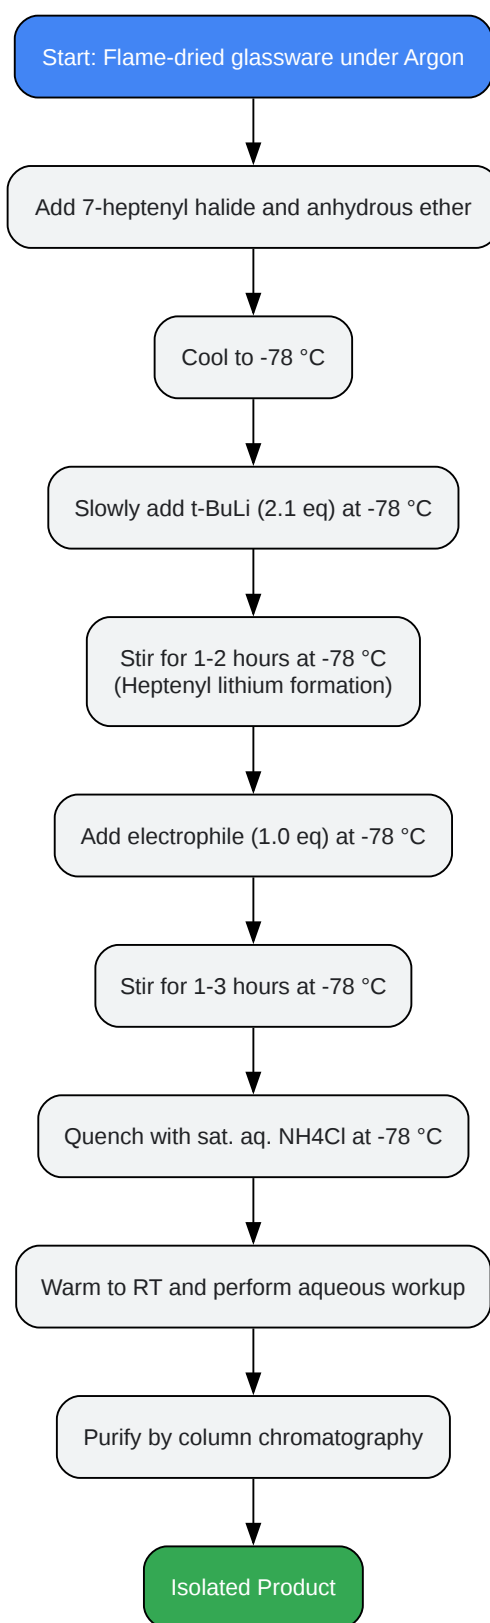 Start: Flame-dried glassware under Argon
Add 7-heptenyl halide and anhydrous ether
Cool to -78 °C
Slowly add t-BuLi (2.1 eq) at -78 °C
Stir for 1-2 hours at -78 °C
(Heptenyl lithium formation)
Add electrophile (1.0 eq) at -78 °C
Stir for 1-3 hours at -78 °C
Quench with sat. aq. NH4Cl at -78 °C
Warm to RT and perform aqueous workup
Purify by column chromatography
Isolated Product